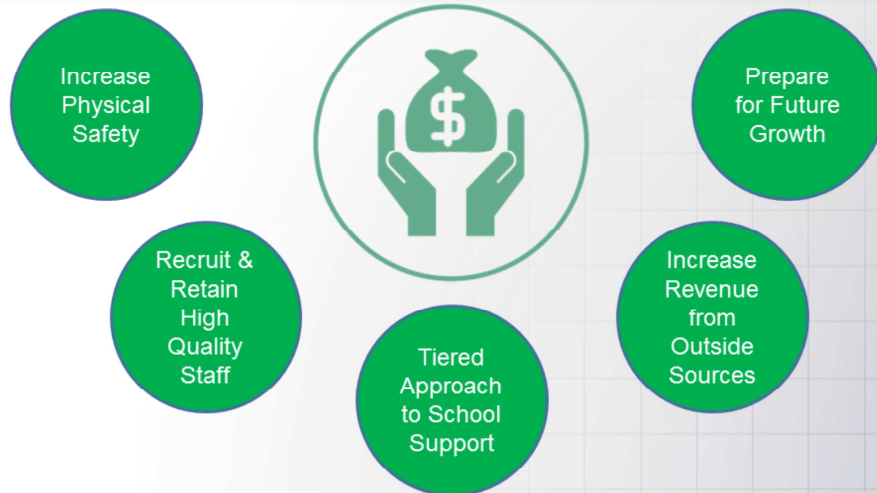 Increase
Physical
Safety
Recruit &
Retain
High
Quality
Staff
$
Tiered
Approach
to School
Support
Increase
Revenue
from
Outside
Sources
Prepare
for Future
Growth